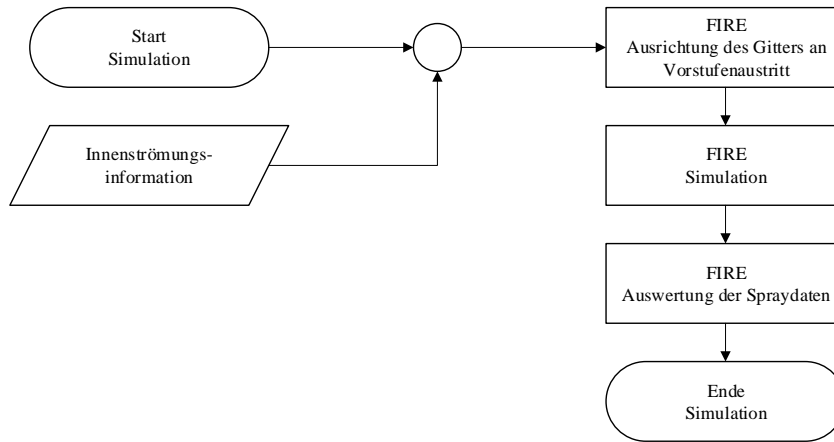 Start
Simulation
FIRE
Ausrichtung des Gitters an
Vorstufenaustritt
Innenströmungs-
information
FIRE
Simulation
FIRE
Auswertung der Spraydaten
Ende
Simulation